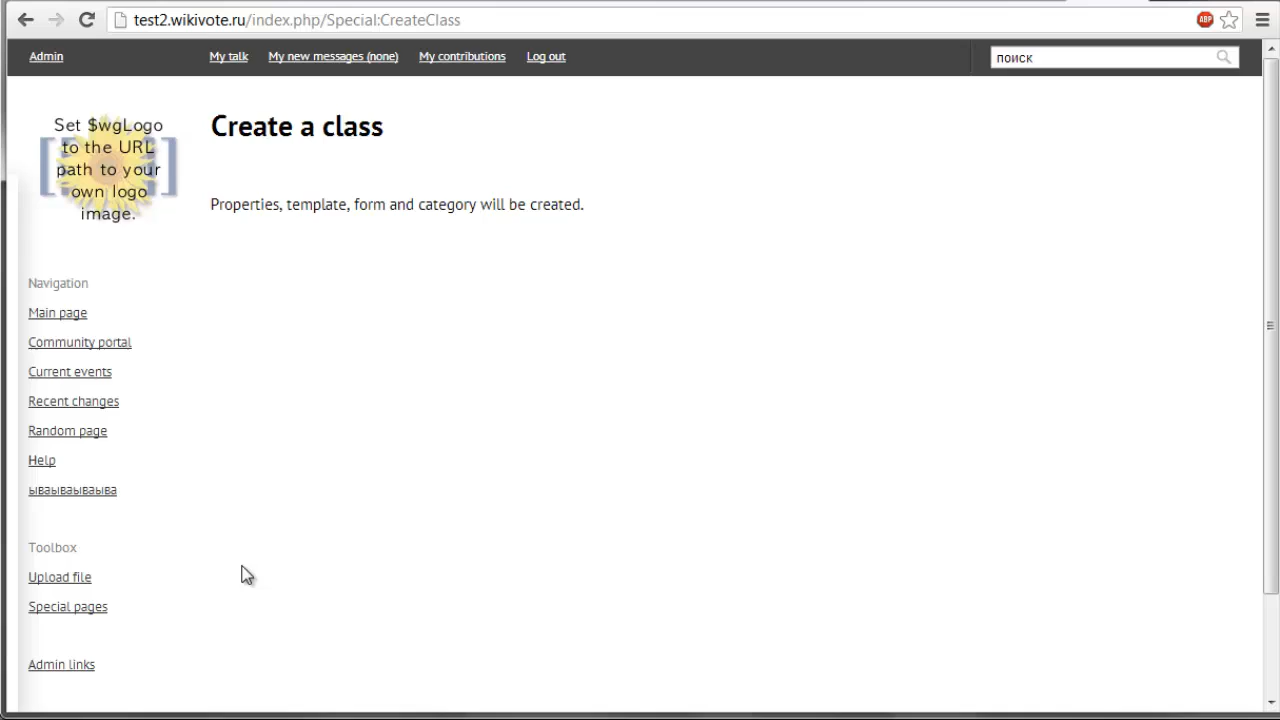 test2.wikivote.ru/index.php/Special:CreateClass
ABP
Admin
My talk
My new messages (none)
My contributions
Log out
поиск
Set $wgLogo
to the URL
path to your
own logo
image.
Create a class
Properties, template, form and category will be created.
Navigation
Main page
Community portal
Current events
Recent changes
Random page
Help
ываываываыва
Toolbox
Upload file
Special pages
Admin links